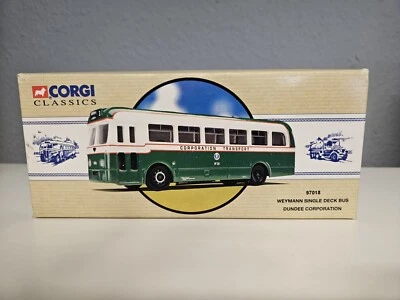 CORGI
CLASSICS
CORPORATION TRANSPORT
97018
WEYMANN SINGLE DECK BUS
DUNDEE CORPORATION